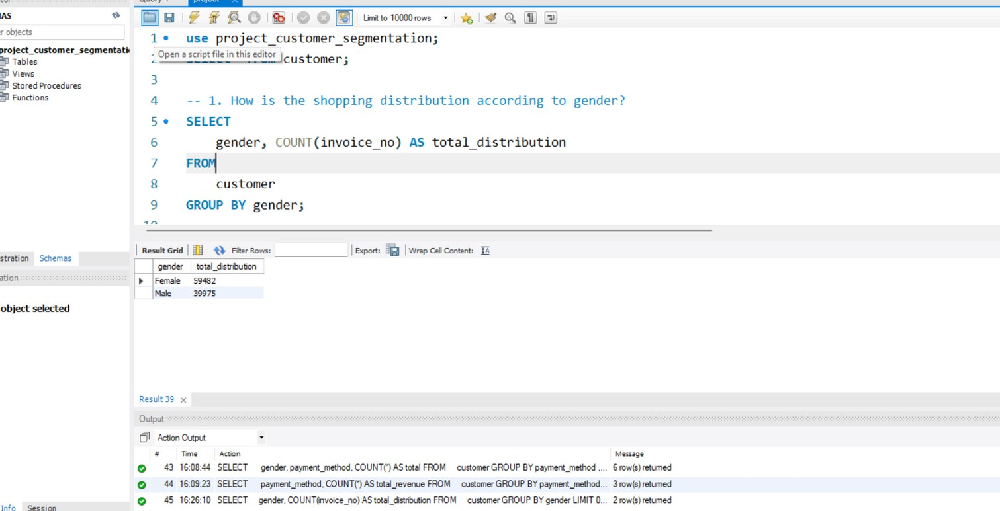 project
MAS
er objects
project_customer_segmentati
Tables
Views
Stored Procedures
Functions
stration Schemas
ation
object selected
Info Session
Limit to 10000 rows
1 use project_customer_segmentation;
Open a script file in this editor
customer;
3
4 -- 1. How is the shopping distribution according to gender?
5 SELECT
6 gender, COUNT(invoice_no) AS total_distribution
7 FROM
8 customer
9 GROUP BY gender;
Result Grid Filter Rows: Export: Wrap Cell Content:
gender total_distribution
Female 59482
Male 39975
Result 39
Output
Action Output
# Time Action Message
43 16:08:44 SELECT gender, payment_method, COUNT(*) AS total FROM customer GROUP BY payment_method ,... 6 row(s) returned
44 16:09:23 SELECT payment_method, COUNT(*) AS total_revenue FROM customer GROUP BY payment_method... 3 row(s) returned
45 16:26:10 SELECT gender, COUNT(invoice_no) AS total_distribution FROM customer GROUP BY gender LIMIT 0... 2 row(s) returned